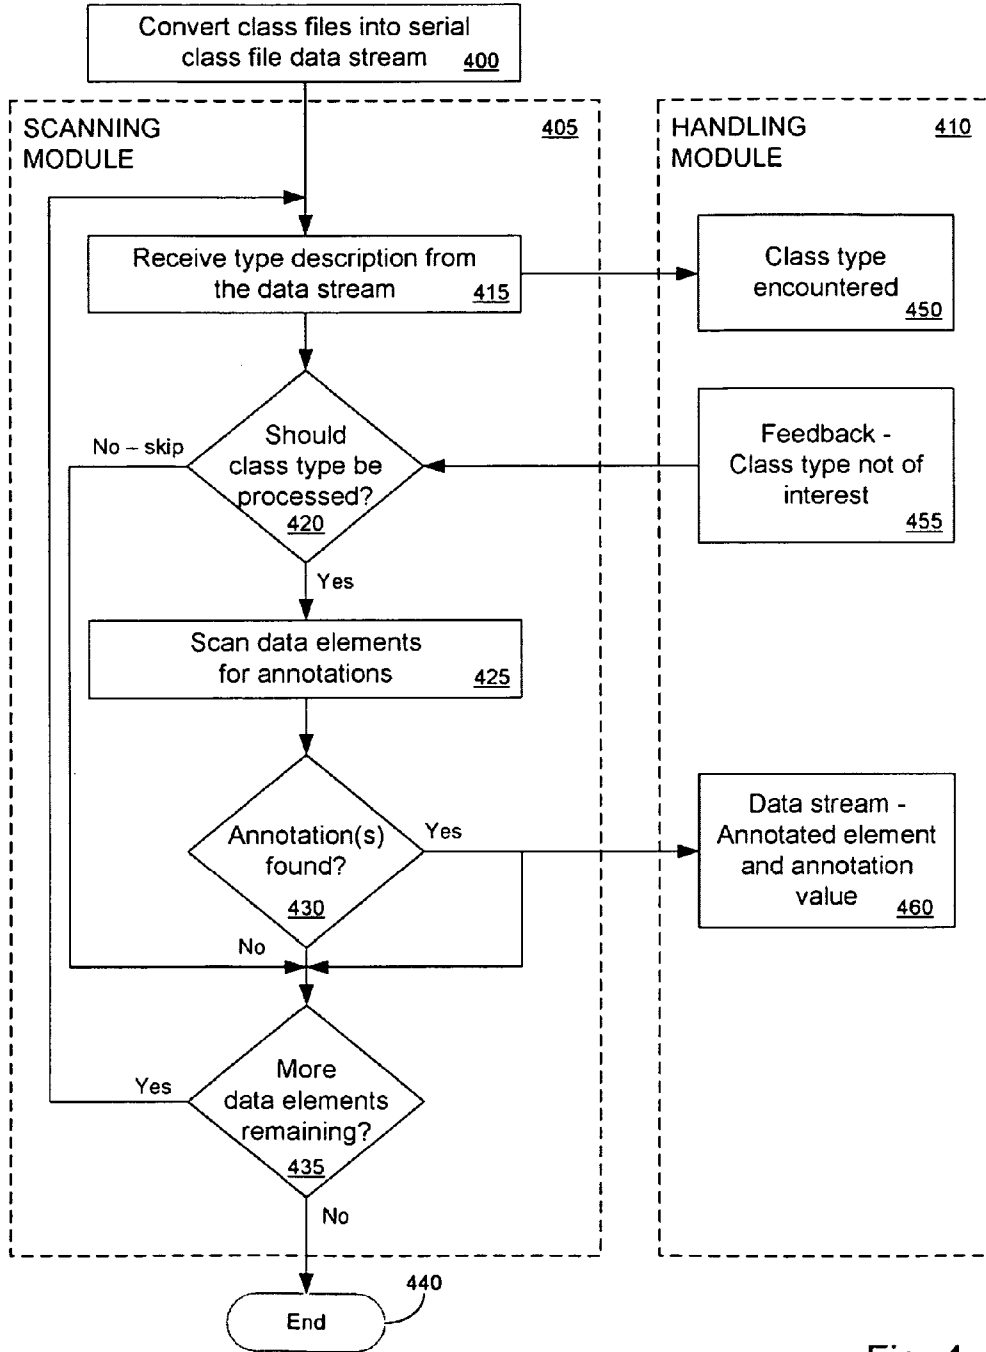 Convert class files into serial
class file data stream 400
SCANNING
MODULE
405
HANDLING
MODULE
410
Receive type description from
the data stream 415
Class type
encountered
450
No – skip
Should
class type be
processed?
420
Feedback -
Class type not of
interest
455
Yes
Scan data elements
for annotations 425
Annotation(s)
found?
430
Yes
No
Data stream -
Annotated element
and annotation
value 460
Yes
More
data elements
remaining?
435
No
End
440